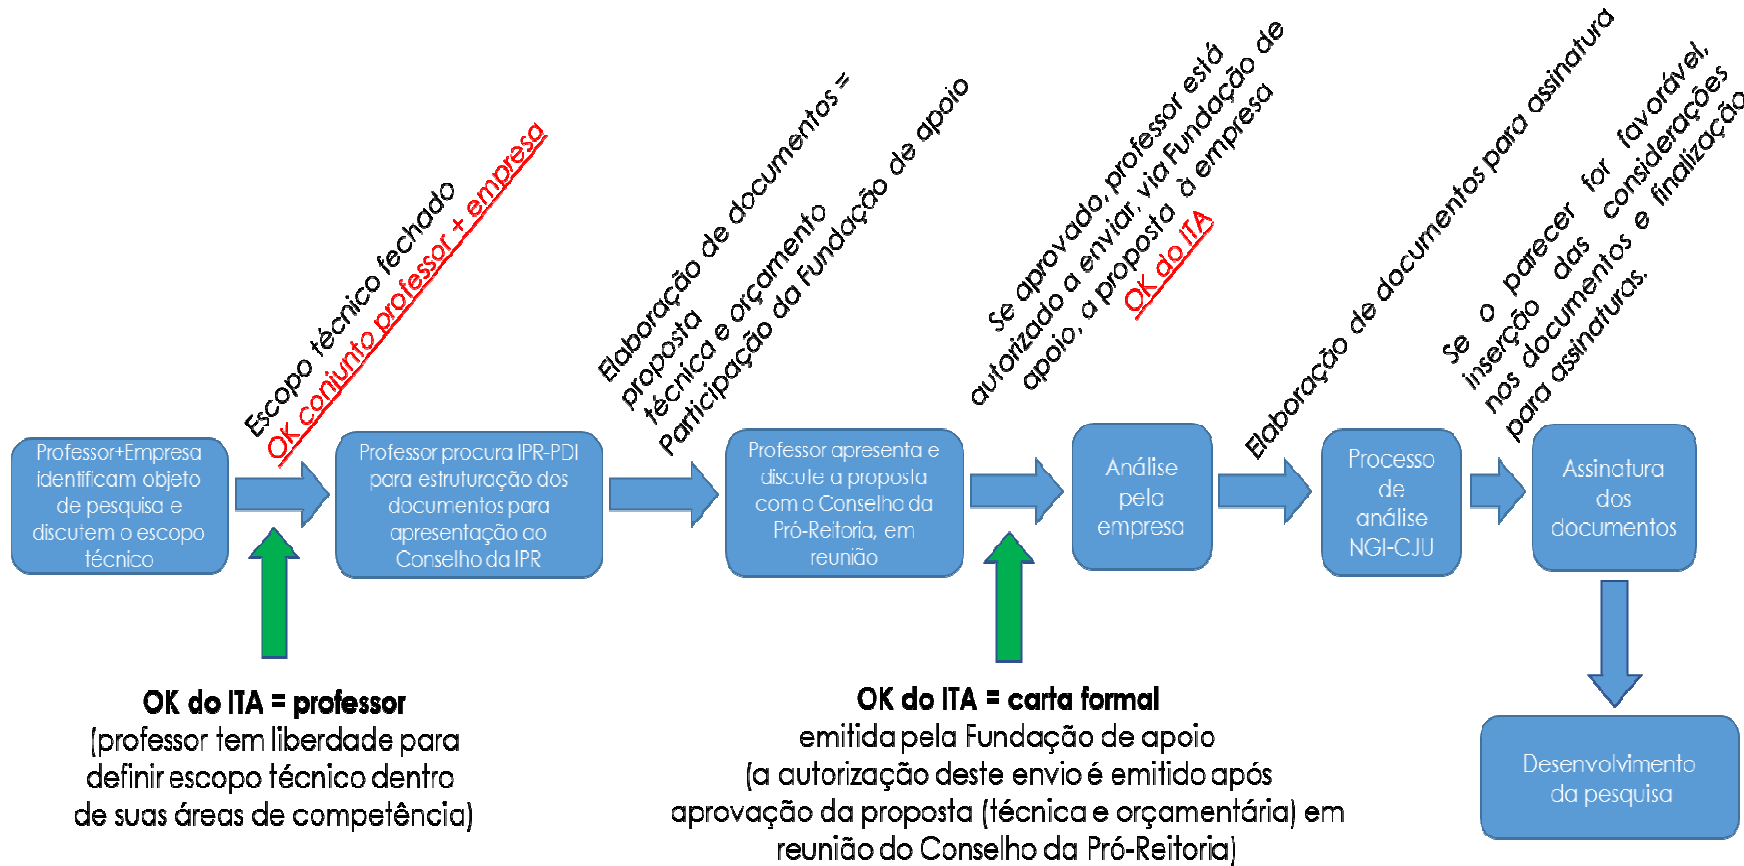 Escopo técnico fechado
OK conjunto professor + empresa
Elaboração de documentos =
proposta
técnica e orçamento
Participação da Fundação de apoio
Se aprovado, professor está
autorizado a enviar, via Fundação de
apoio, a proposta à empresa
OK do ITA
Elaboração de documentos para assinatura
Se o parecer for favorável,
inserção das considerações
nos documentos e finalização
para assinaturas.
Professor+Empresa
identificam objeto
de pesquisa e
discutem o escopo
técnico
Professor procura IPR-PDI
para estruturação dos
documentos para
apresentação ao
Conselho da IPR
Professor apresenta e
discute a proposta
com o Conselho da
Pró-Reitoria, em
reunião
Análise
pela
empresa
Processo
de
análise
NGI-CJU
Assinatura
dos
documentos
OK do ITA = professor
(professor tem liberdade para
definir escopo técnico dentro
de suas áreas de competência)
OK do ITA = carta formal
emitida pela Fundação de apoio
(a autorização deste envio é emitido após
aprovação da proposta (técnica e orçamentária) em
reunião do Conselho da Pró-Reitoria)
Desenvolvimento
da pesquisa